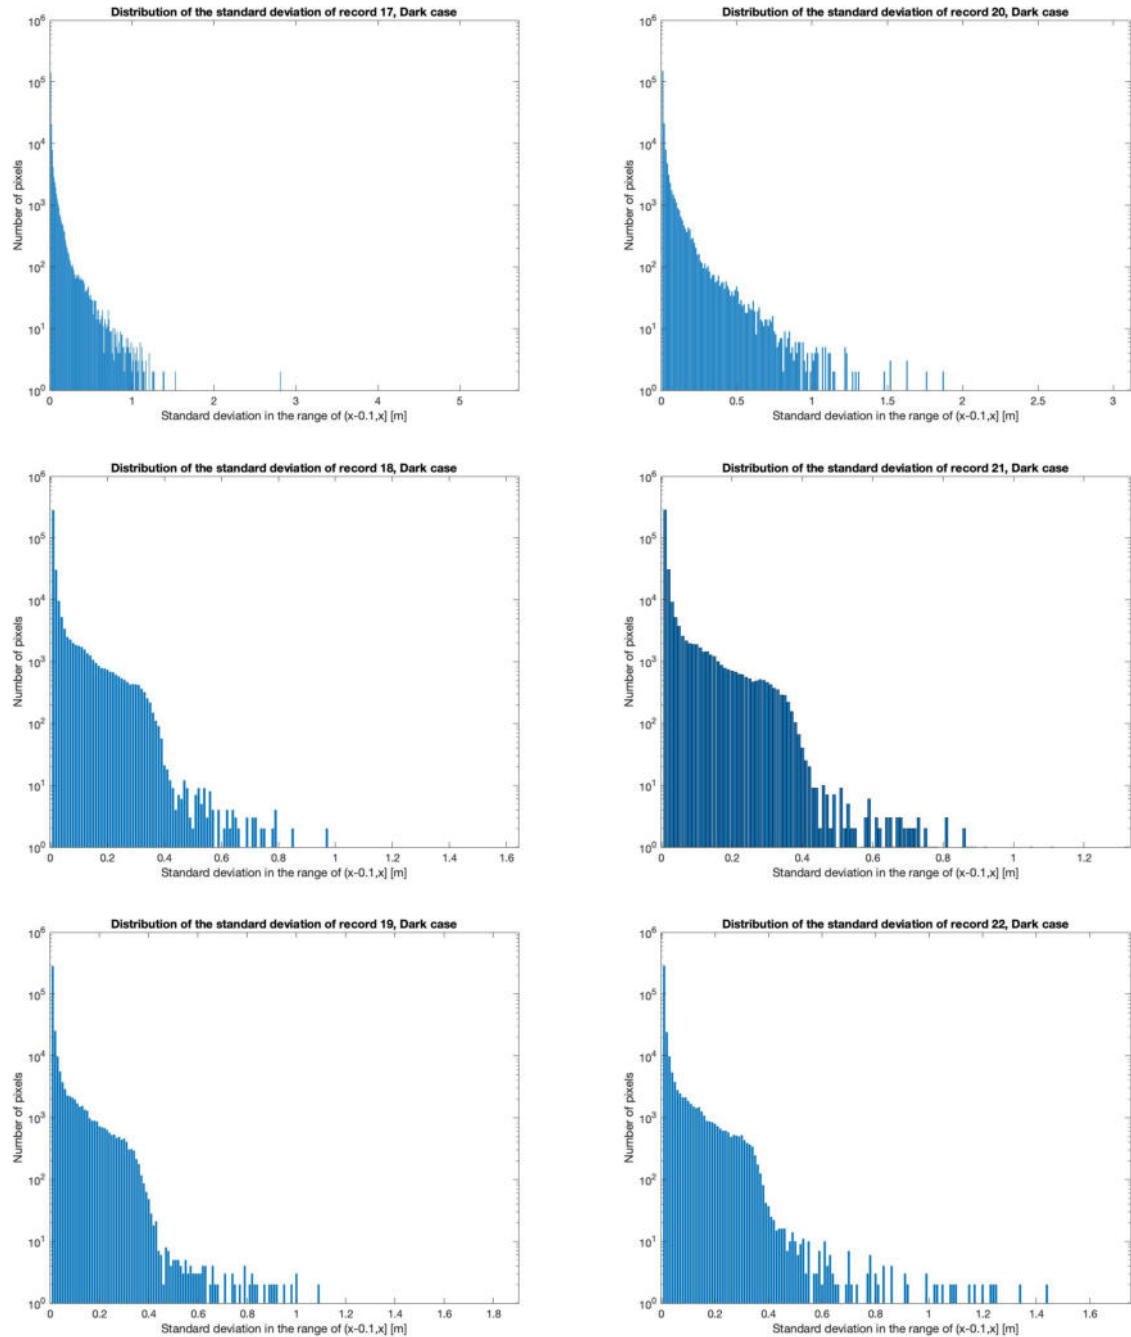 Distribution of the standard deviation of record 17, Dark case
10^6
10^5
10^4
10^3
10^2
10^1
10^0
Number of pixels
0 1 2 3 4 5
Standard deviation in the range of (x-0.1,x] [m]
Distribution of the standard deviation of record 20, Dark case
10^6
10^5
10^4
10^3
10^2
10^1
10^0
Number of pixels
0 0.5 1 1.5 2 2.5 3
Standard deviation in the range of (x-0.1,x] [m]
Distribution of the standard deviation of record 18, Dark case
10^6
10^5
10^4
10^3
10^2
10^1
10^0
Number of pixels
0 0.2 0.4 0.6 0.8 1 1.2 1.4 1.6
Standard deviation in the range of (x-0.1,x] [m]
Distribution of the standard deviation of record 21, Dark case
10^6
10^5
10^4
10^3
10^2
10^1
10^0
Number of pixels
0 0.2 0.4 0.6 0.8 1 1.2
Standard deviation in the range of (x-0.1,x] [m]
Distribution of the standard deviation of record 19, Dark case
10^6
10^5
10^4
10^3
10^2
10^1
10^0
Number of pixels
0 0.2 0.4 0.6 0.8 1 1.2 1.4 1.6 1.8
Standard deviation in the range of (x-0.1,x] [m]
Distribution of the standard deviation of record 22, Dark case
10^6
10^5
10^4
10^3
10^2
10^1
10^0
Number of pixels
0 0.2 0.4 0.6 0.8 1 1.2 1.4 1.6
Standard deviation in the range of (x-0.1,x] [m]